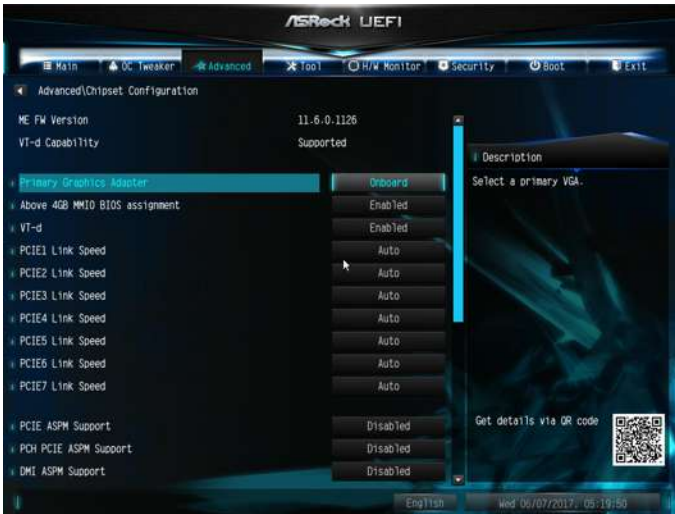 ASRock UEFI
Main OC Tweaker Advanced Tool H/W Monitor Security Boot Exit
Advanced\Chipset Configuration
ME FW Version 11.6.0.1126
VT-d Capability Supported
Description
Primary Graphics Adapter Onboard
Select a primary VGA.
Above 4GB MMIO BIOS assignment Enabled
VT-d Enabled
PCIE1 Link Speed Auto
PCIE2 Link Speed Auto
PCIE3 Link Speed Auto
PCIE4 Link Speed Auto
PCIE5 Link Speed Auto
PCIE6 Link Speed Auto
PCIE7 Link Speed Auto
PCIE ASPM Support Disabled
Get details via QR code
PCH PCIE ASPM Support Disabled
DMI ASPM Support Disabled
English
Wed 06/07/2017, 05:19:50